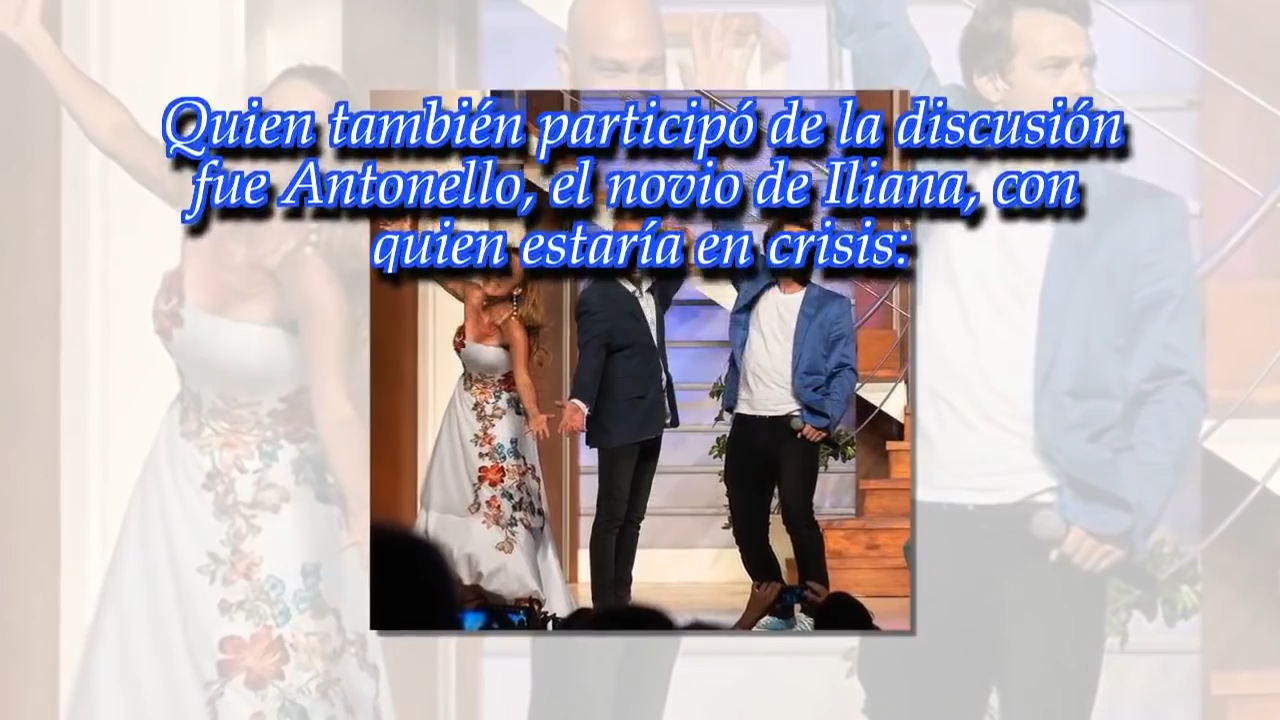 Quien también participó de la discusión
fue Antonello, el novio de Iliana, con
quien estaría en crisis: